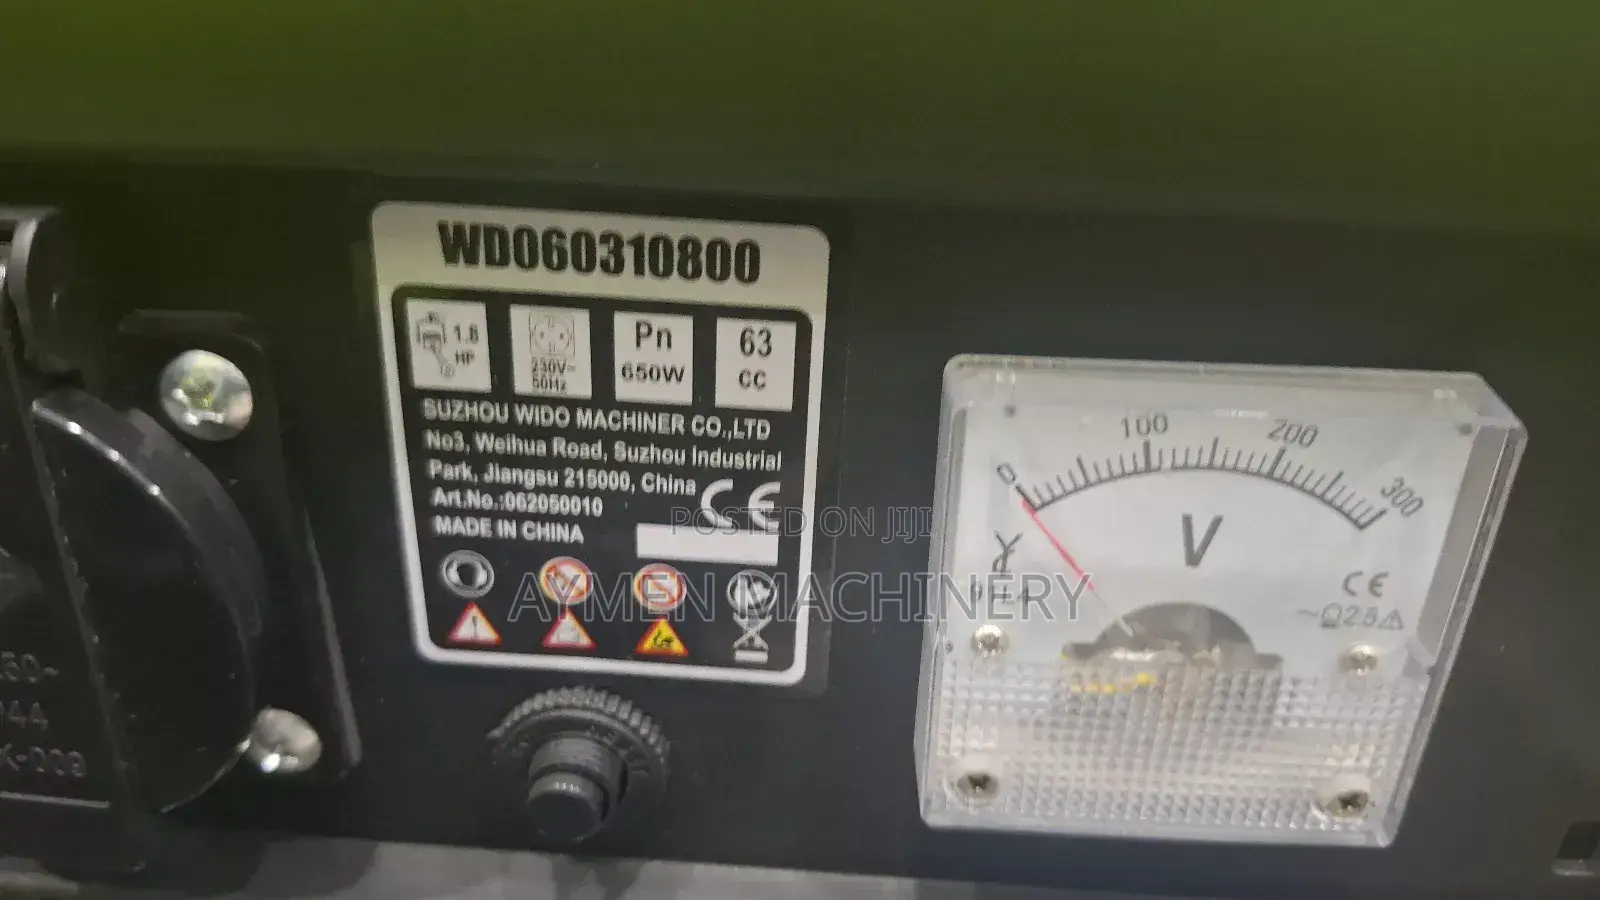 WD060310800
1.8
HP
230V~
50Hz
Pn
650W
63
CC
SUZHOU WIDO MACHINER CO.,LTD
No3, Weihua Road, Suzhou Industrial
Park, Jiangsu 215000, China
Art.No.:062050010
MADE IN CHINA
CE
POSTED ON JIJI
AYMEN MACHINERY
0 100 200 300
V
CE
2.5